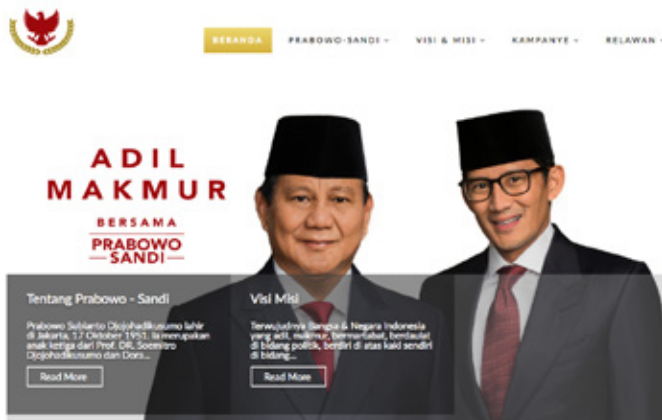 BERANDA PRABOWO-SANDI VISI & MISI KAMPANYE RELAWAN
ADIL
MAKMUR
BERSAMA
PRABOWO
SANDI
Tentang Prabowo - Sandi
Prabowo Subianto Djojohadikusumo lahir
di Jakarta, 17 Oktober 1951. Ia merupakan
anak ketiga dari Prof. DR. Soemitro
Djojohadikusumo dan Dora...
Read More
Visi Misi
Terwujudnya Bangsa & Negara Indonesia
yang adil, makmur, bermartabat, berdaulat
di bidang politik, berdiri di atas kaki sendiri
di bidang...
Read More